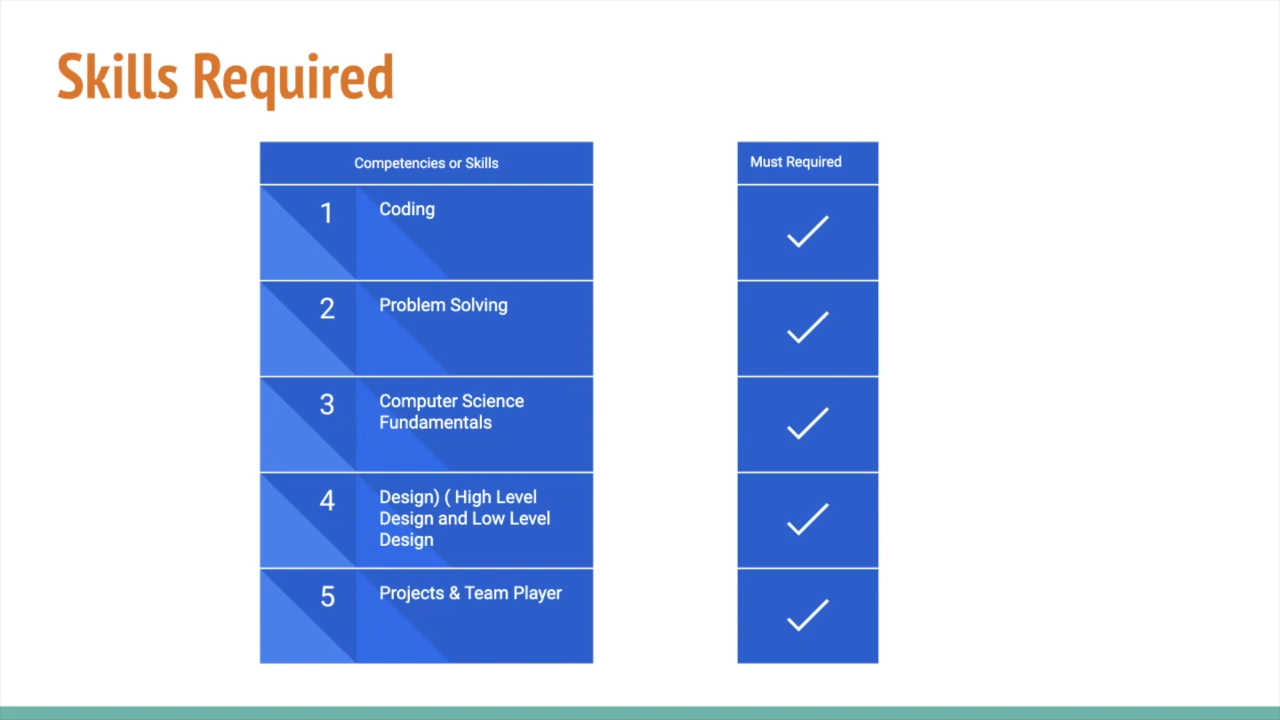 Skills Required
Competencies or Skills
Must Required
1
Coding
2
Problem Solving
3
Computer Science
Fundamentals
4
Design) ( High Level
Design and Low Level
Design
5
Projects & Team Player